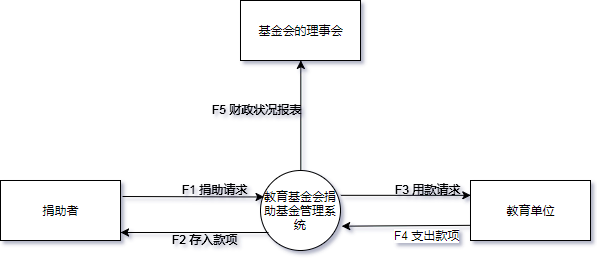 基金会的理事会
F5 财政状况报表
F1 捐助请求
F3 用款请求
捐助者
教育基金会捐
助基金管理系
统
教育单位
F2 存入款项
F4 支出款项